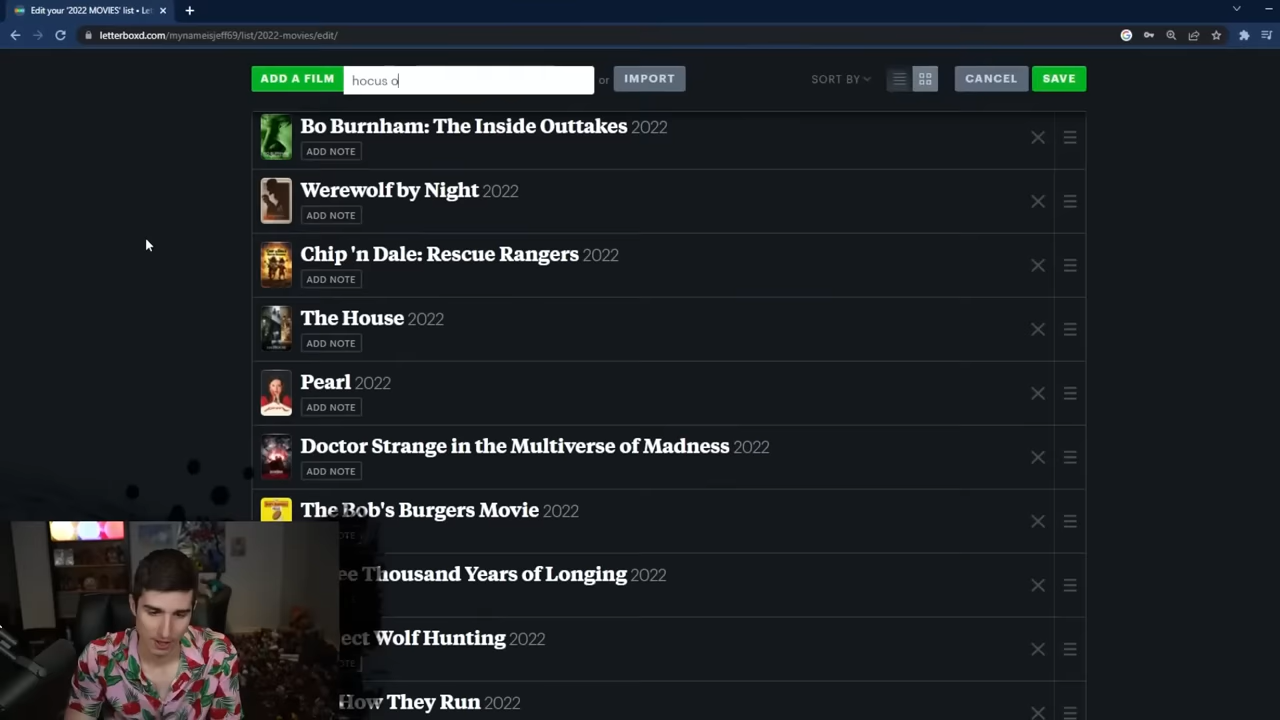 Edit your '2022 MOVIES' list • Let
letterboxd.com/mynameisjeff69/list/2022-movies/edit/
ADD A FILM hocus o or IMPORT SORT BY CANCEL SAVE
Bo Burnham: The Inside Outtakes 2022
ADD NOTE
Werewolf by Night 2022
ADD NOTE
Chip 'n Dale: Rescue Rangers 2022
ADD NOTE
The House 2022
ADD NOTE
Pearl 2022
ADD NOTE
Doctor Strange in the Multiverse of Madness 2022
ADD NOTE
The Bob's Burgers Movie 2022
Thousand Years of Longing 2022
Wolf Hunting 2022
How They Run 2022